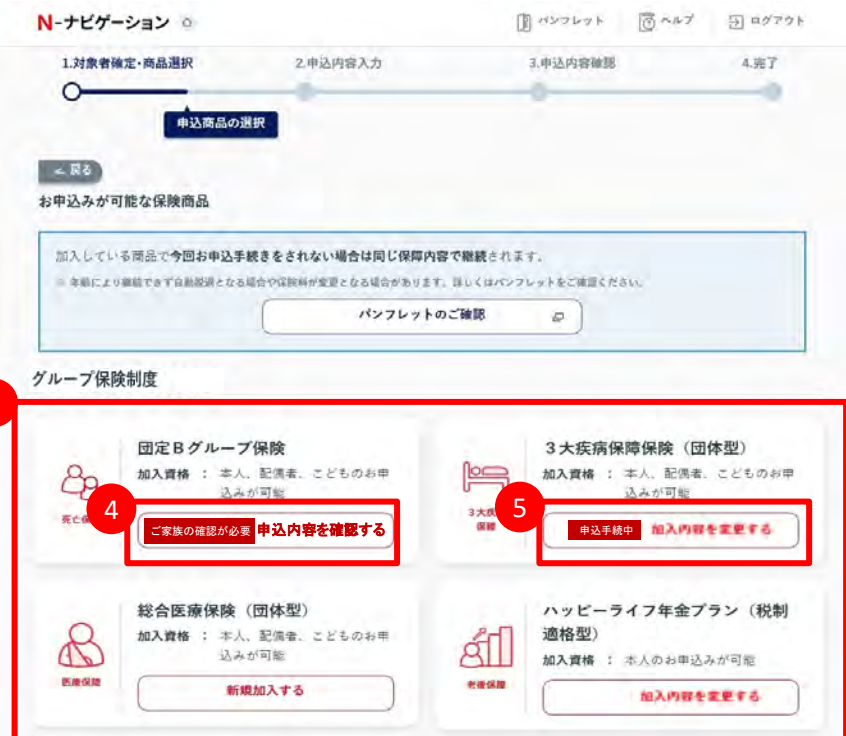 N-ナビゲーション
パンフレット
ヘルプ
ログアウト
1.対象者確定・商品選択
2.申込内容入力
3.申込内容確認
4.完了
申込商品の選択
戻る
お申込みが可能な保険商品
加入している商品で今回お申込手続きをされない場合は同じ保障内容で継続されます。
※ 年齢により継続できず自動脱退となる場合や保険料が変更となる場合があります。詳しくはパンフレットをご確認ください。
パンフレットのご確認
グループ保険制度
団定Bグループ保険
加入資格 : 本人、配偶者、こどものお申
込みが可能
死亡
4
ご家族の確認が必要 申込内容を確認する
3大疾病保障保険(団体型)
加入資格 : 本人、配偶者、こどものお申
込みが可能
3大疾
保障
5
申込手続中 加入内容を変更する
総合医療保険(団体型)
加入資格 : 本人、配偶者、こどものお申
込みが可能
医療保障
新規加入する
ハッピーライフ年金プラン(税制
適格型)
加入資格 : 本人のお申込みが可能
老後保障
加入内容を変更する